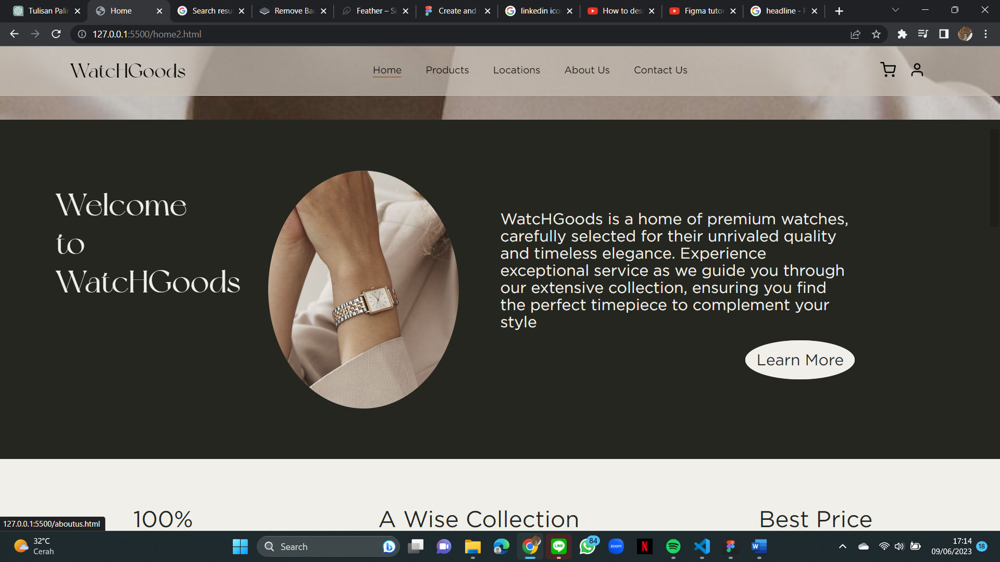 Tulisan Palin
Home
Search resu
Remove Bac
Feather – Si
Create and
linkedin ico
How to des
Figma tutor
headline - F
127.0.0.1:5500/home2.html
WatcHGoods
Home
Products
Locations
About Us
Contact Us
Welcome
to
WatcHGoods
WatcHGoods is a home of premium watches,
carefully selected for their unrivaled quality
and timeless elegance. Experience
exceptional service as we guide you through
our extensive collection, ensuring you find
the perfect timepiece to complement your
style
Learn More
100%
A Wise Collection
Best Price
127.0.0.1:5500/aboutus.html
32°C
Cerah
Search
LINE
84
zoom
N
W
17:14
09/06/2023
18